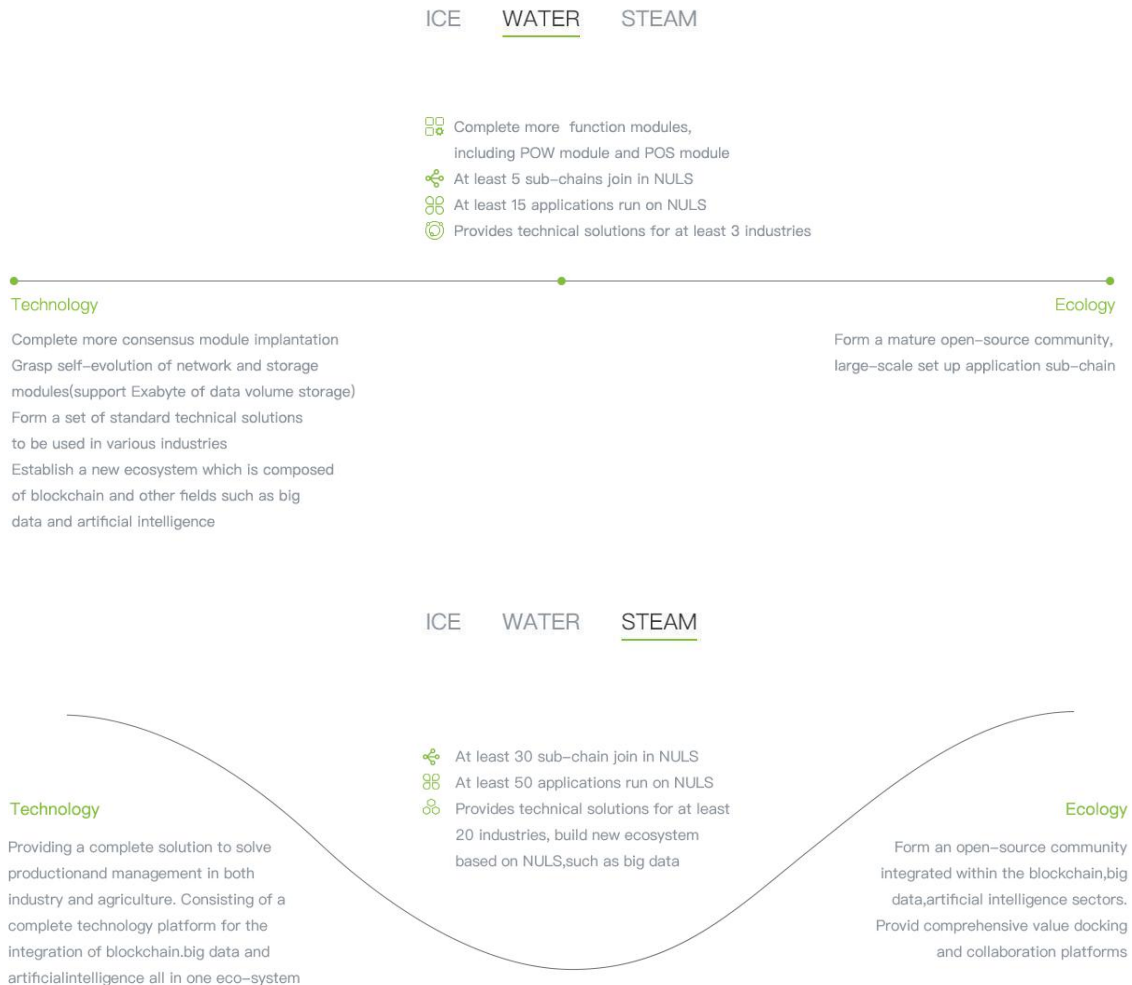 ICE WATER STEAM
Complete more function modules,
including POW module and POS module
At least 5 sub-chains join in NULS
At least 15 applications run on NULS
Provides technical solutions for at least 3 industries
Technology
Complete more consensus module implantation
Grasp self-evolution of network and storage
modules(support Exabyte of data volume storage)
Form a set of standard technical solutions
to be used in various industries
Establish a new ecosystem which is composed
of blockchain and other fields such as big
data and artificial intelligence
Ecology
Form a mature open-source community,
large-scale set up application sub-chain
ICE WATER STEAM
At least 30 sub-chain join in NULS
At least 50 applications run on NULS
Provides technical solutions for at least
20 industries, build new ecosystem
based on NULS,such as big data
Technology
Providing a complete solution to solve
productionand management in both
industry and agriculture. Consisting of a
complete technology platform for the
integration of blockchain.big data and
artificialintelligence all in one eco-system
Ecology
Form an open-source community
integrated within the blockchain,big
data,artificial intelligence sectors.
Provid comprehensive value docking
and collaboration platforms